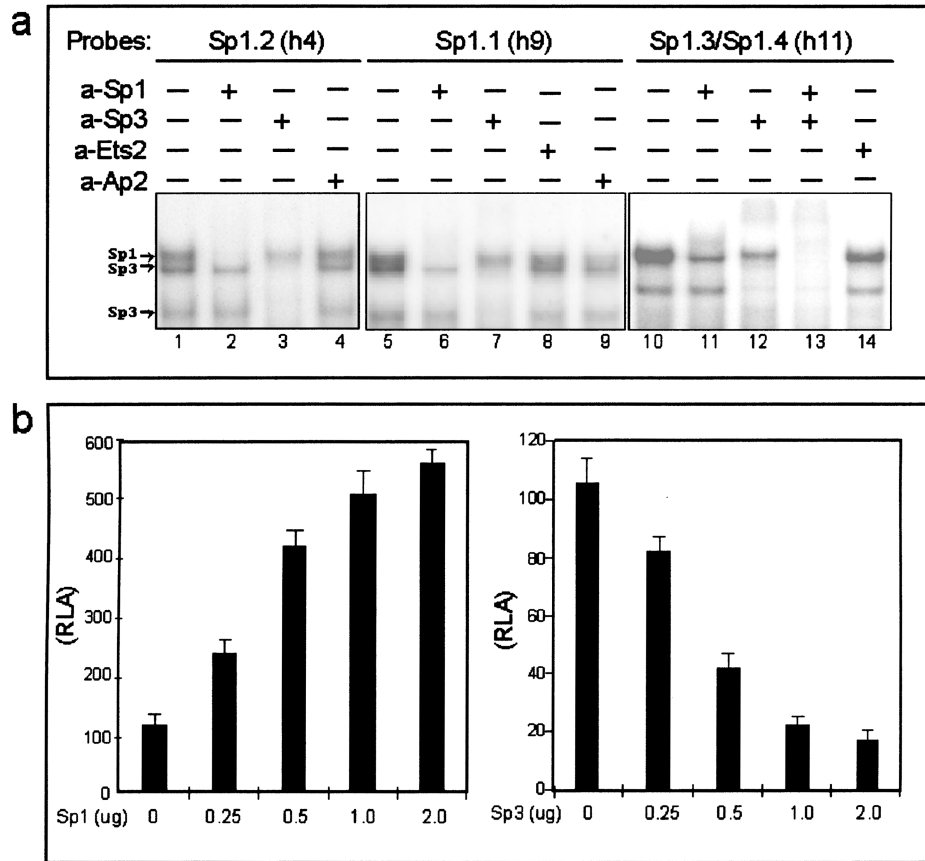 a
Probes: Sp1.2 (h4) Sp1.1 (h9) Sp1.3/Sp1.4 (h11)
a-Sp1 — + — — — + — — — — + — + —
a-Sp3 — — + — — — + — — — — + + —
a-Ets2 — — — — — — — + — — — — — +
a-Ap2 — — — + — — — — + — — — — —
Sp1→
Sp3→
Sp3→
1 2 3 4 5 6 7 8 9 10 11 12 13 14
b
600
500
400
300
200
100
0
(RLA)
Sp1 (ug) 0 0.25 0.5 1.0 2.0
120
100
80
60
40
20
0
(RLA)
Sp3 (ug) 0 0.25 0.5 1.0 2.0